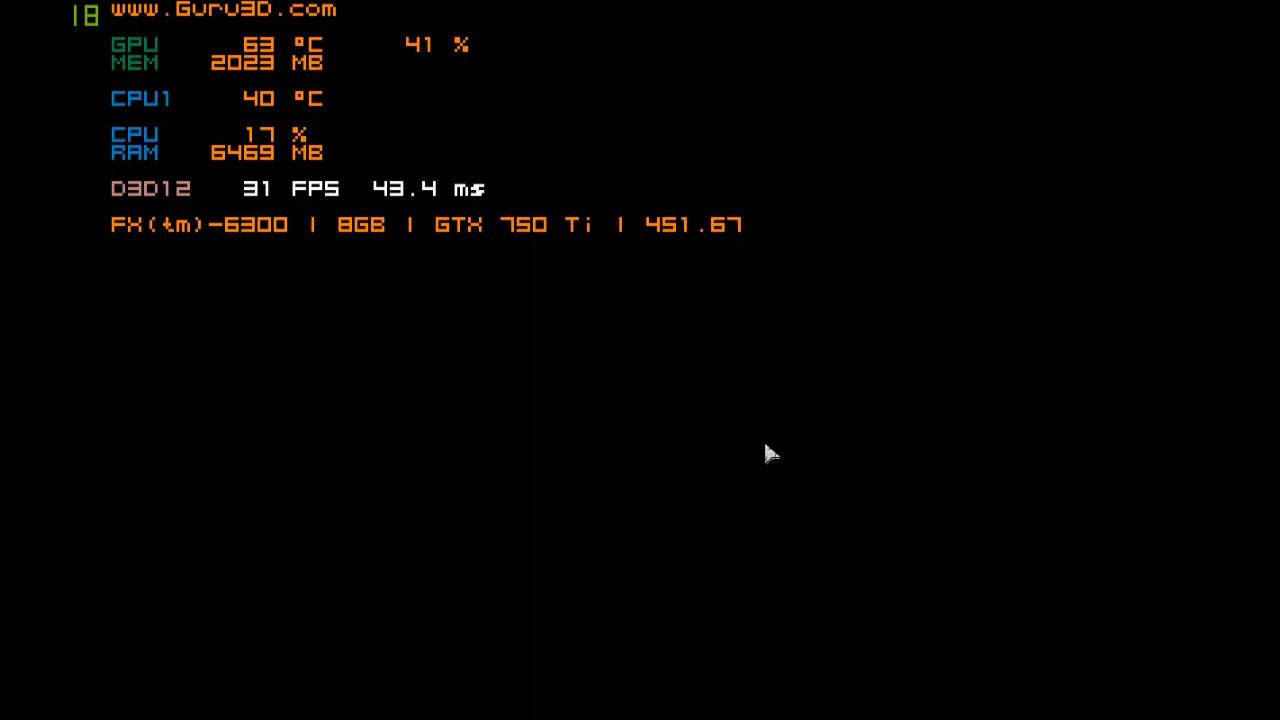 18 www.Guru3D.com
GPU 63 °C 41 %
MEM 2023 MB
CPU1 40 °C
CPU 17 %
RAM 6469 MB
D3D12 31 FPS 43.4 ms
FX(tm)-6300 | 8GB | GTX 750 Ti | 451.67